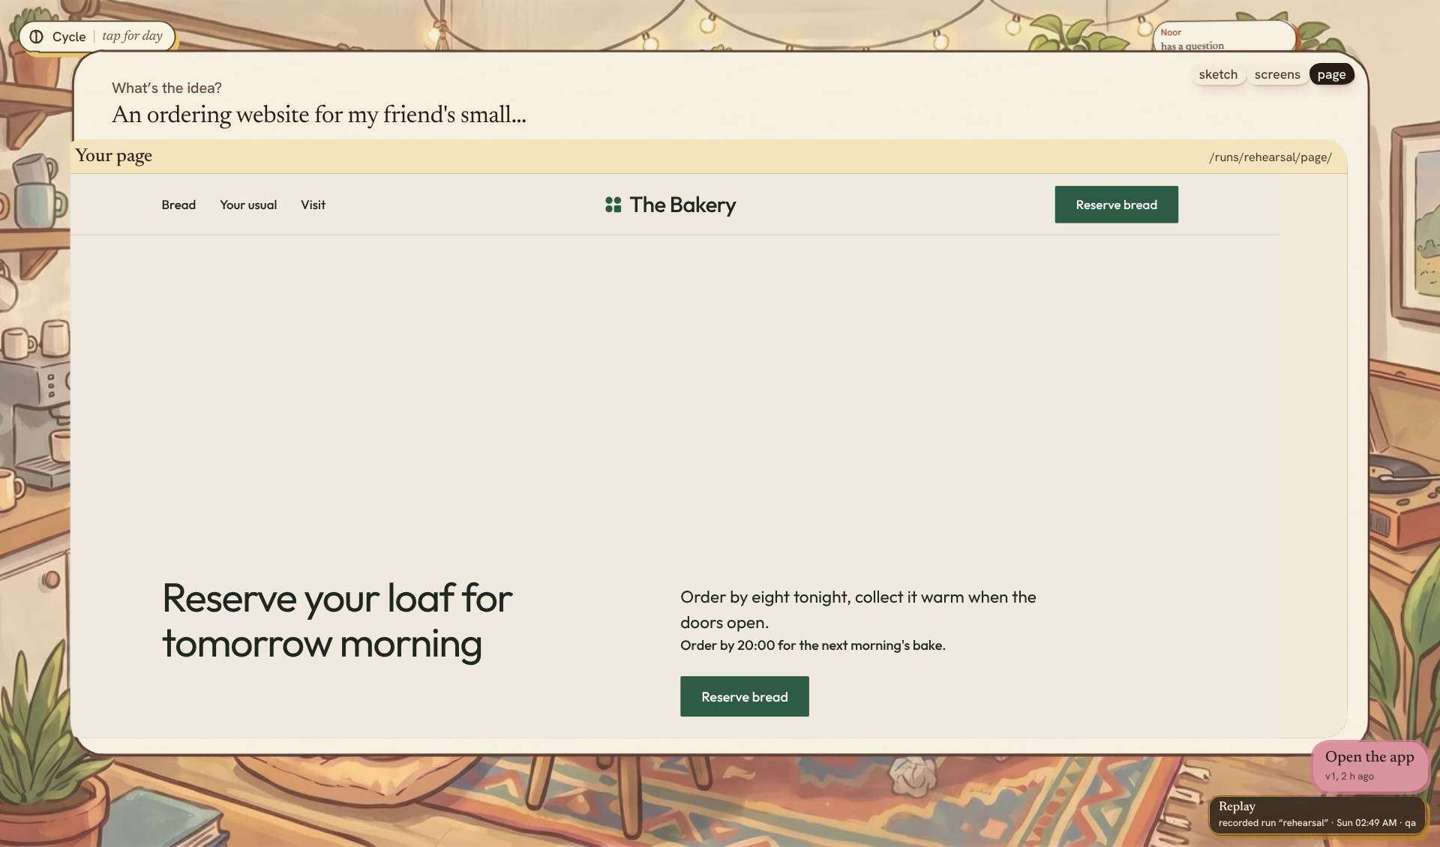 Cycle | tap for day
Noor
has a question
What's the idea?
An ordering website for my friend's small...
sketch
screens
page
Your page
/runs/rehearsal/page/
Bread
Your usual
Visit
The Bakery
Reserve bread
Reserve your loaf for
tomorrow morning
Order by eight tonight, collect it warm when the
doors open.
Order by 20:00 for the next morning's bake.
Reserve bread
Open the app
v1, 2 h ago
Replay
recorded run "rehearsal" · Sun 02:49 AM · qa